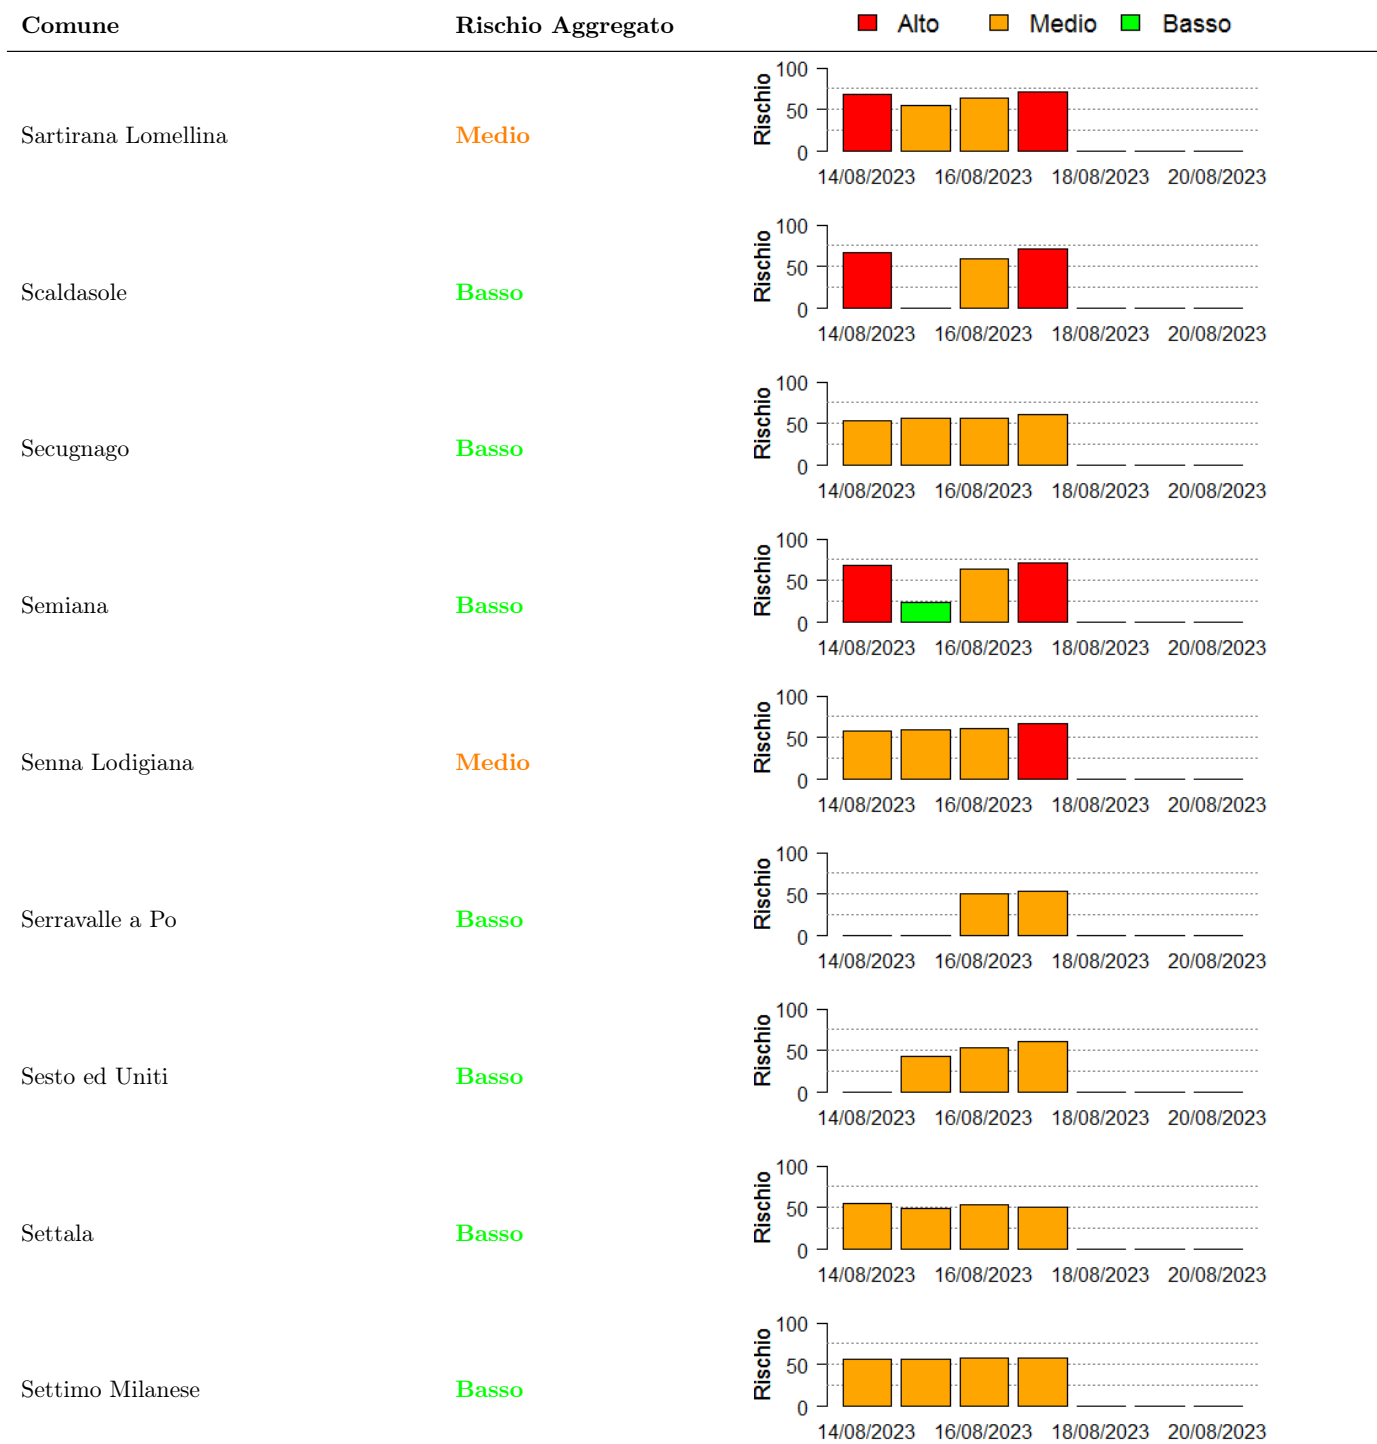 Comune Rischio Aggregato Alto Medio Basso
Sartirana Lomellina Medio Rischio 100 50 0
14/08/2023 16/08/2023 18/08/2023 20/08/2023
Scaldasole Basso Rischio 100 50 0
14/08/2023 16/08/2023 18/08/2023 20/08/2023
Secugnago Basso Rischio 100 50 0
14/08/2023 16/08/2023 18/08/2023 20/08/2023
Semiana Basso Rischio 100 50 0
14/08/2023 16/08/2023 18/08/2023 20/08/2023
Senna Lodigiana Medio Rischio 100 50 0
14/08/2023 16/08/2023 18/08/2023 20/08/2023
Serravalle a Po Basso Rischio 100 50 0
14/08/2023 16/08/2023 18/08/2023 20/08/2023
Sesto ed Uniti Basso Rischio 100 50 0
14/08/2023 16/08/2023 18/08/2023 20/08/2023
Settala Basso Rischio 100 50 0
14/08/2023 16/08/2023 18/08/2023 20/08/2023
Settimo Milanese Basso Rischio 100 50 0
14/08/2023 16/08/2023 18/08/2023 20/08/2023